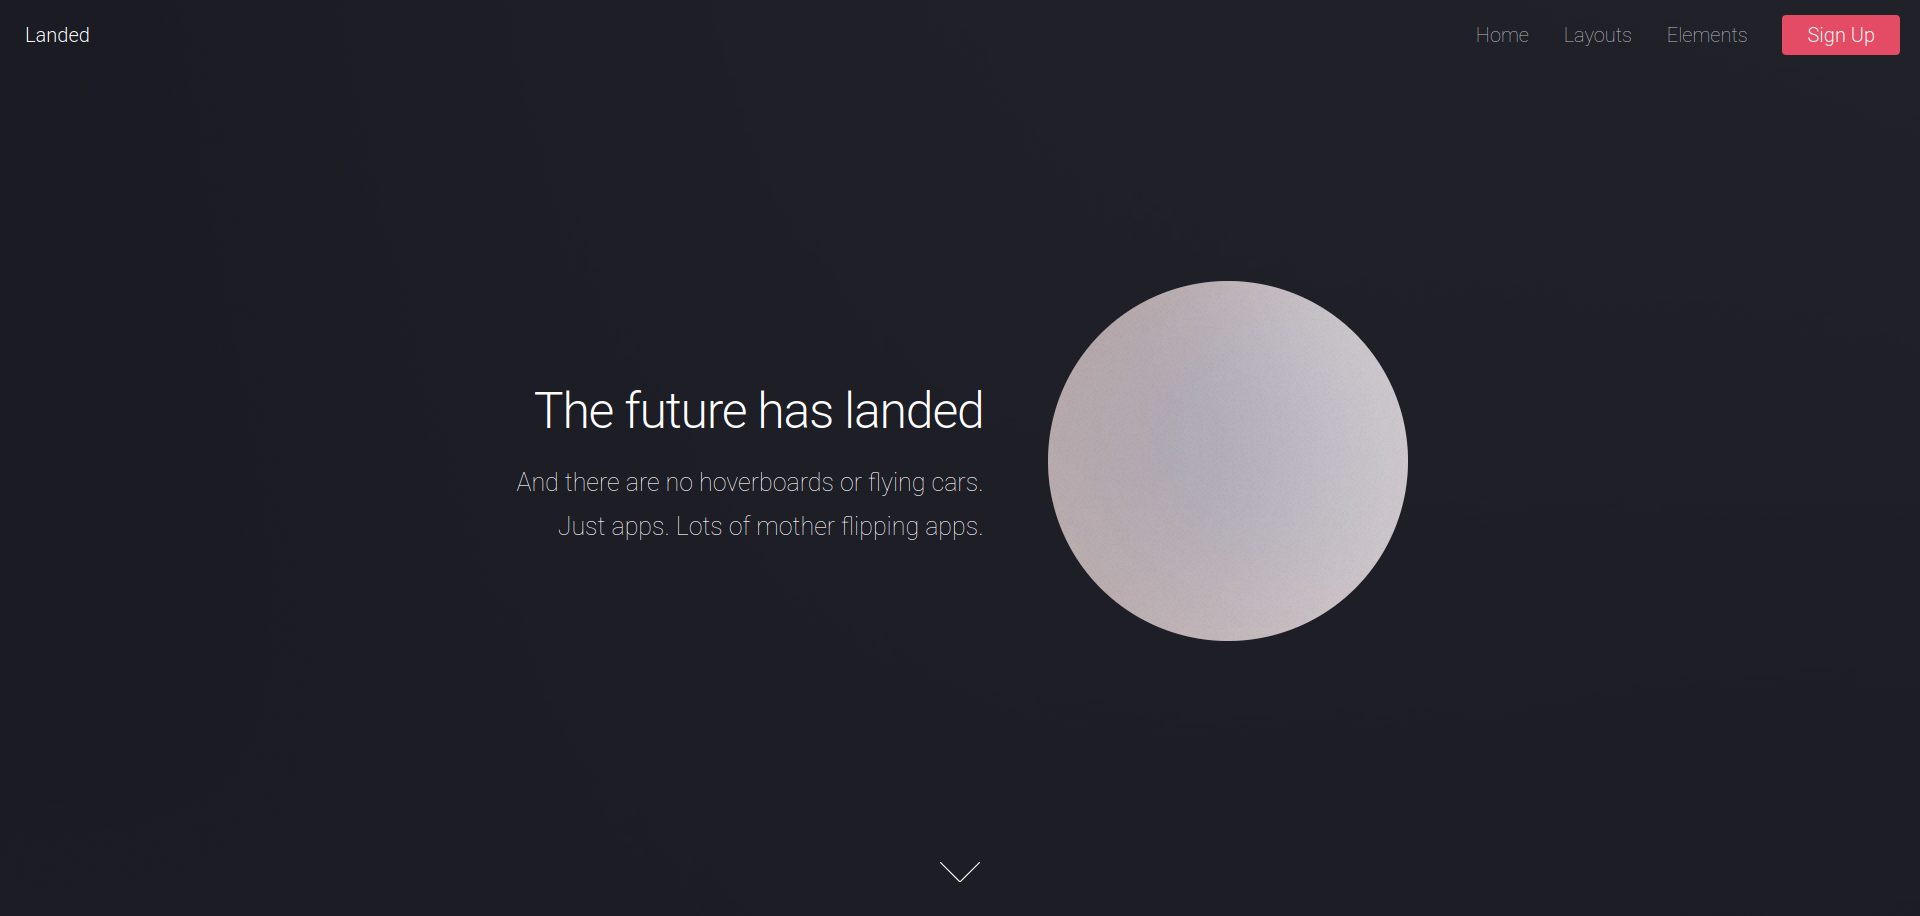 Landed
Home Layouts Elements Sign Up
The future has landed
And there are no hoverboards or flying cars.
Just apps. Lots of mother flipping apps.